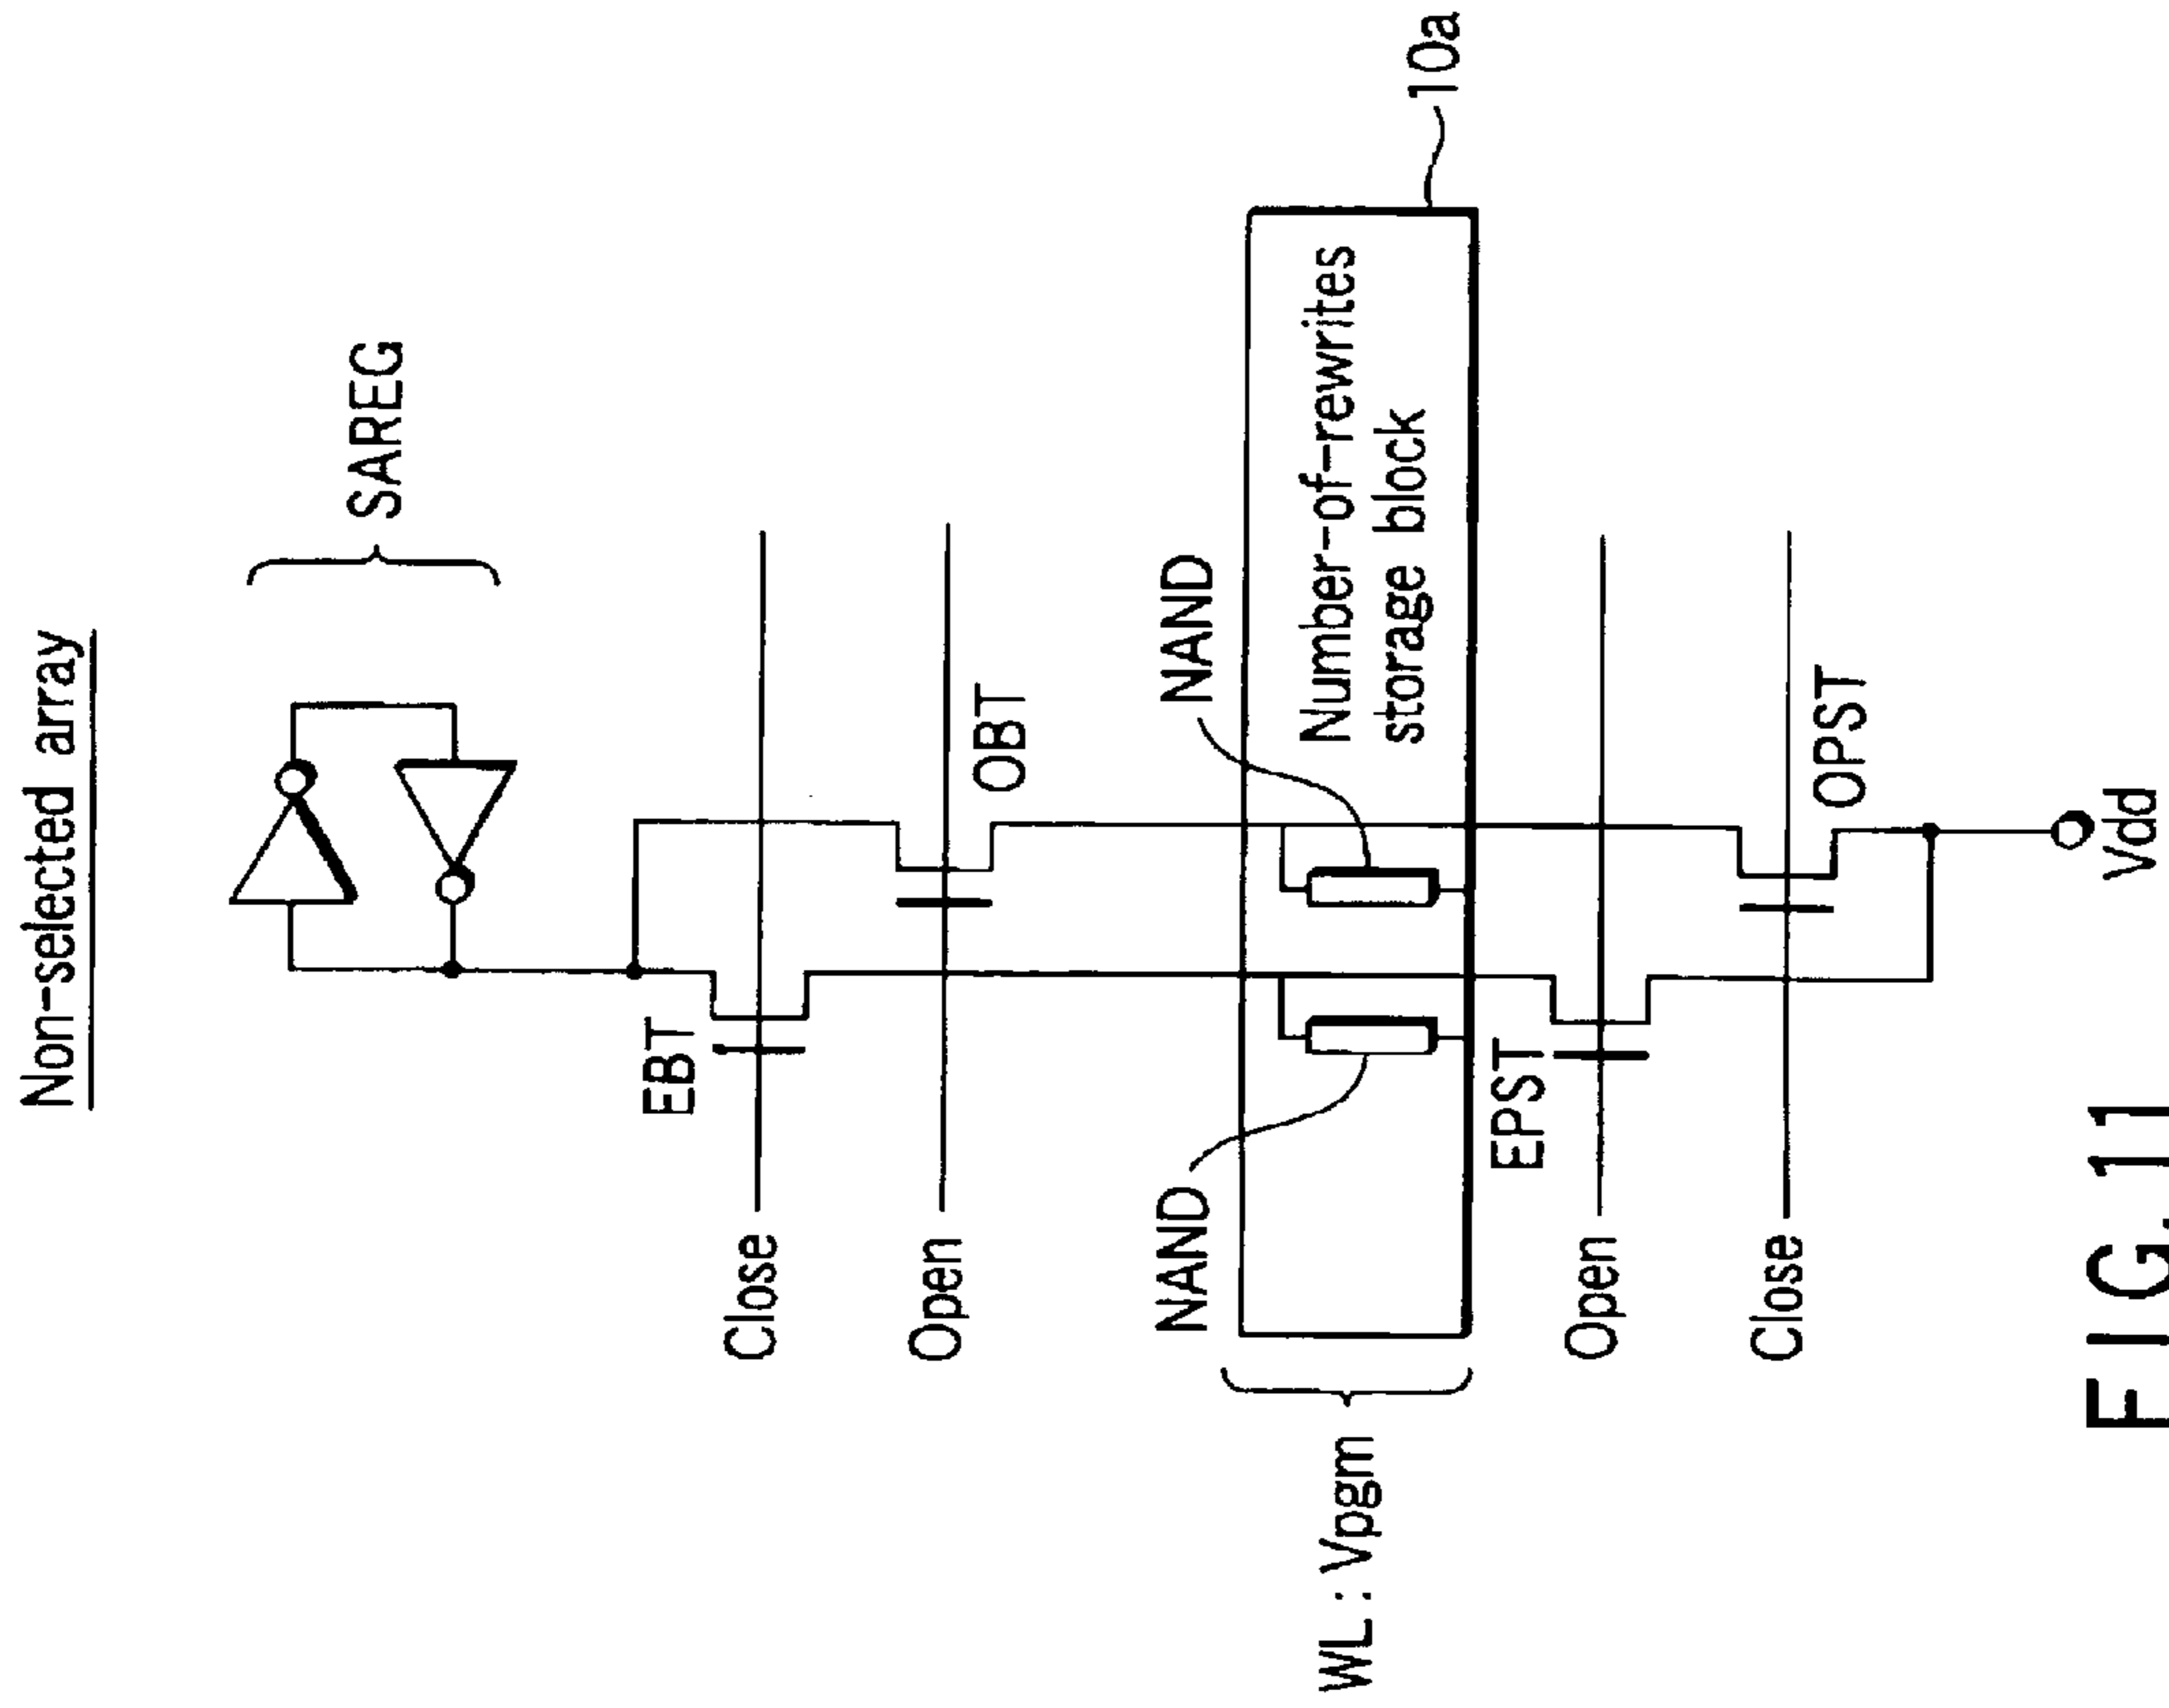 Non-selected array
SAREG
EBT
Close
OBT
Open
NAND
NAND
Number-of-rewrites
storage block
10a
WL : Vpgm
EPST
Open
OPST
Close
Vdd
FIG. 11